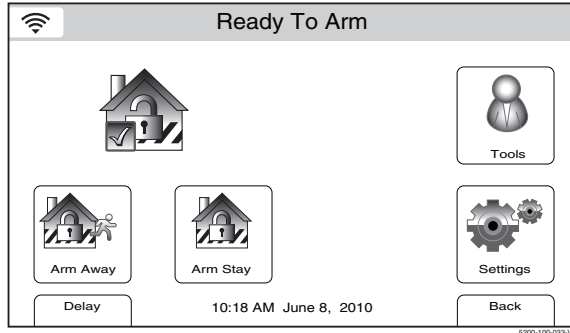 Ready To Arm
Tools
Arm Away
Arm Stay
Settings
Delay
10:18 AM June 8, 2010
Back